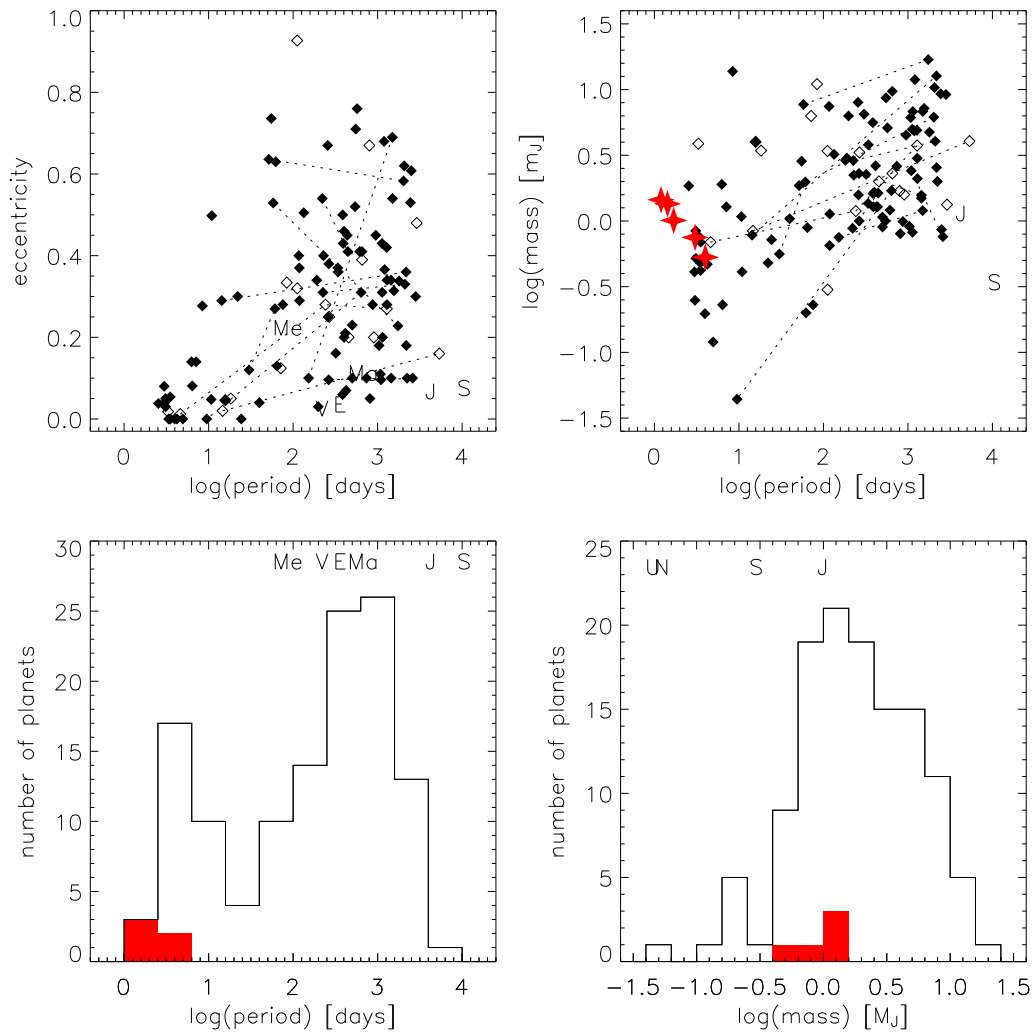 1.0
0.8
0.6
0.4
0.2
0.0
eccentricity
Me
V
E
Ma
J
S
0
1
2
3
4
log(period) [days]
1.5
1.0
0.5
0.0
−0.5
−1.0
−1.5
log(mass) [mJ]
J
S
0
1
2
3
4
log(period) [days]
30
25
20
15
10
5
0
number of planets
Me V E Ma J S
0
1
2
3
4
log(period) [days]
25
20
15
10
5
0
number of planets
U N S J
−1.5
−1.0
−0.5
0.0
0.5
1.0
1.5
log(mass) [MJ]